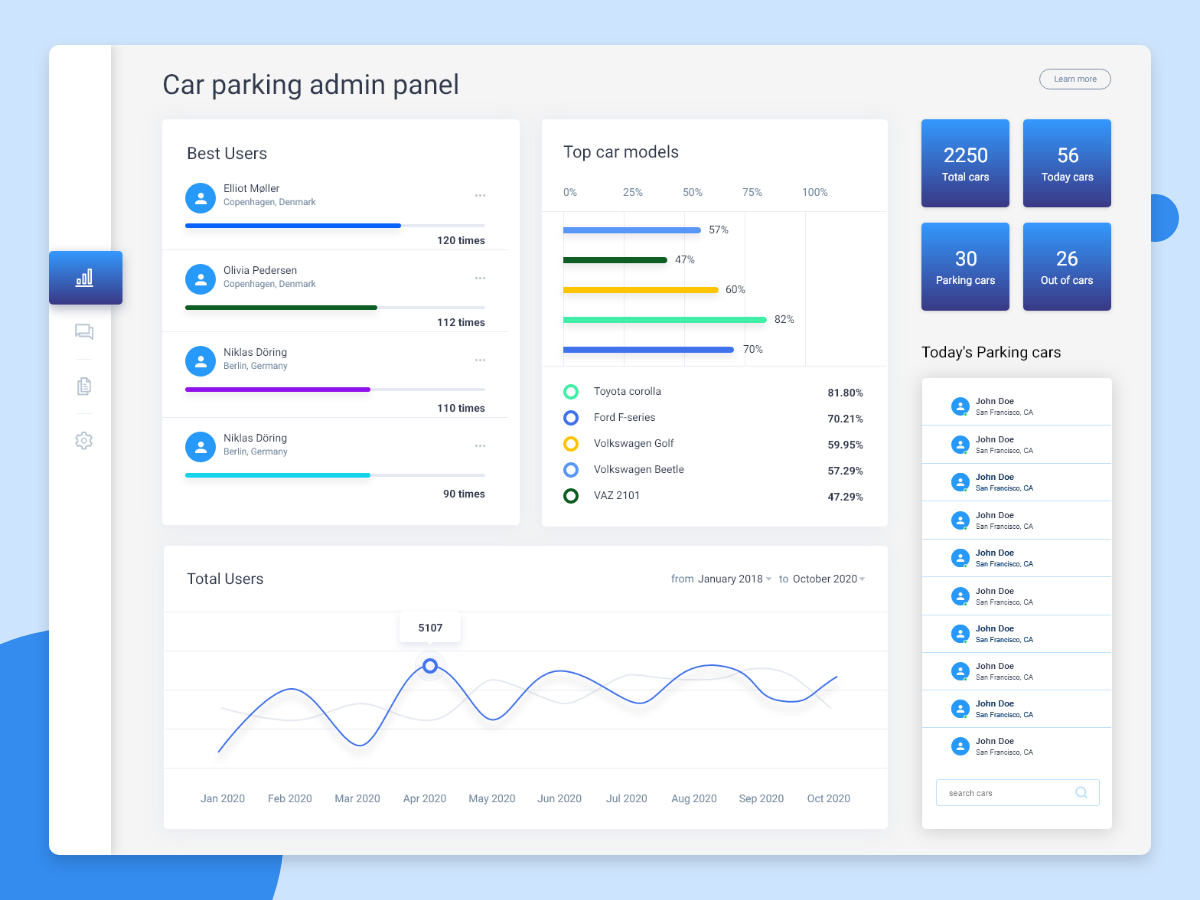 Car parking admin panel
Learn more
Best Users
Elliot Møller
Copenhagen, Denmark
120 times
Olivia Pedersen
Copenhagen, Denmark
112 times
Niklas Döring
Berlin, Germany
110 times
Niklas Döring
Berlin, Germany
90 times
Top car models
0% 25% 50% 75% 100%
57%
47%
60%
82%
70%
Toyota corolla 81.80%
Ford F-series 70.21%
Volkswagen Golf 59.95%
Volkswagen Beetle 57.29%
VAZ 2101 47.29%
2250
Total cars
56
Today cars
30
Parking cars
26
Out of cars
Total Users
from January 2018 to October 2020
5107
Jan 2020 Feb 2020 Mar 2020 Apr 2020 May 2020 Jun 2020 Jul 2020 Aug 2020 Sep 2020 Oct 2020
Today's Parking cars
John Doe
San Francisco, CA
John Doe
San Francisco, CA
John Doe
San Francisco, CA
John Doe
San Francisco, CA
John Doe
San Francisco, CA
John Doe
San Francisco, CA
John Doe
San Francisco, CA
John Doe
San Francisco, CA
John Doe
San Francisco, CA
John Doe
San Francisco, CA
search cars